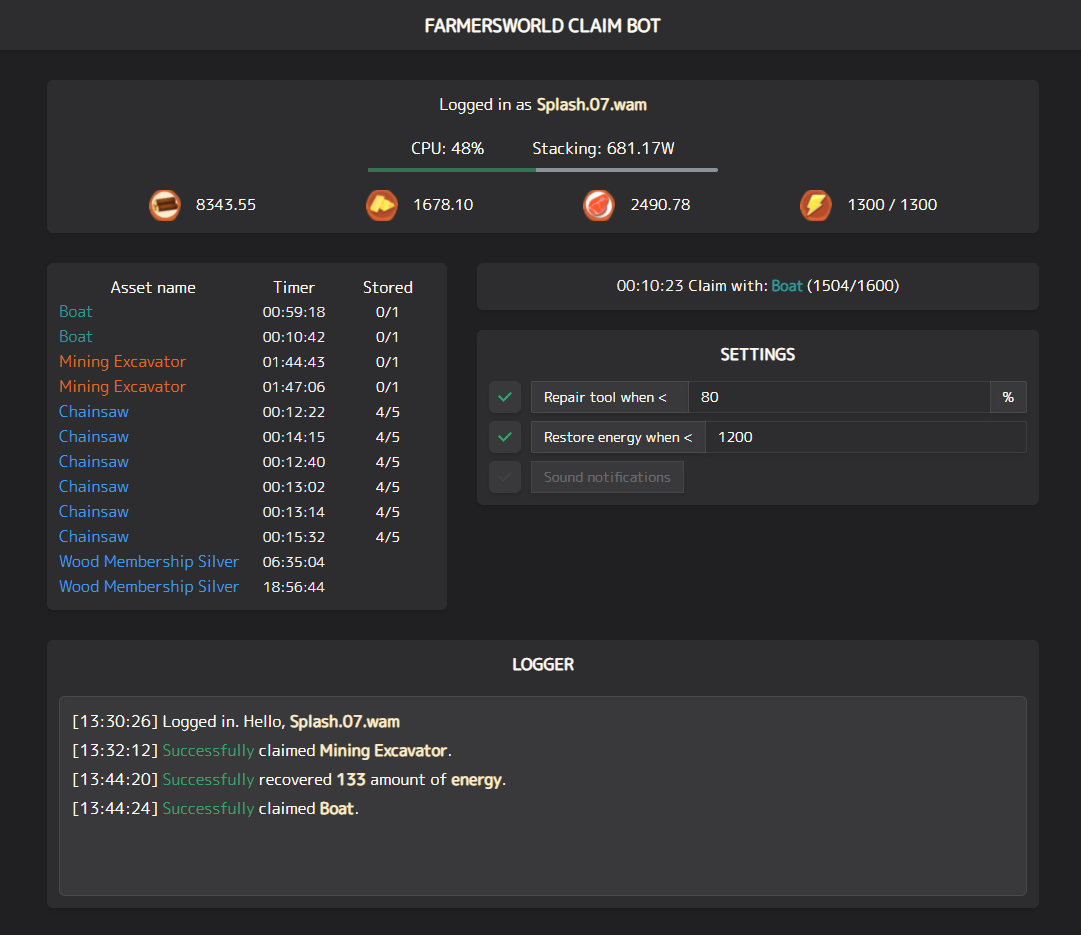 FARMERSWORLD CLAIM BOT
Logged in as Splash.07.wam
CPU: 48% Stacking: 681.17W
8343.55 1678.10 2490.78 1300 / 1300
Asset name Timer Stored
Boat 00:59:18 0/1
Boat 00:10:42 0/1
Mining Excavator 01:44:43 0/1
Mining Excavator 01:47:06 0/1
Chainsaw 00:12:22 4/5
Chainsaw 00:14:15 4/5
Chainsaw 00:12:40 4/5
Chainsaw 00:13:02 4/5
Chainsaw 00:13:14 4/5
Chainsaw 00:15:32 4/5
Wood Membership Silver 06:35:04
Wood Membership Silver 18:56:44
00:10:23 Claim with: Boat (1504/1600)
SETTINGS
Repair tool when < 80 %
Restore energy when < 1200
Sound notifications
LOGGER
[13:30:26] Logged in. Hello, Splash.07.wam
[13:32:12] Successfully claimed Mining Excavator.
[13:44:20] Successfully recovered 133 amount of energy.
[13:44:24] Successfully claimed Boat.